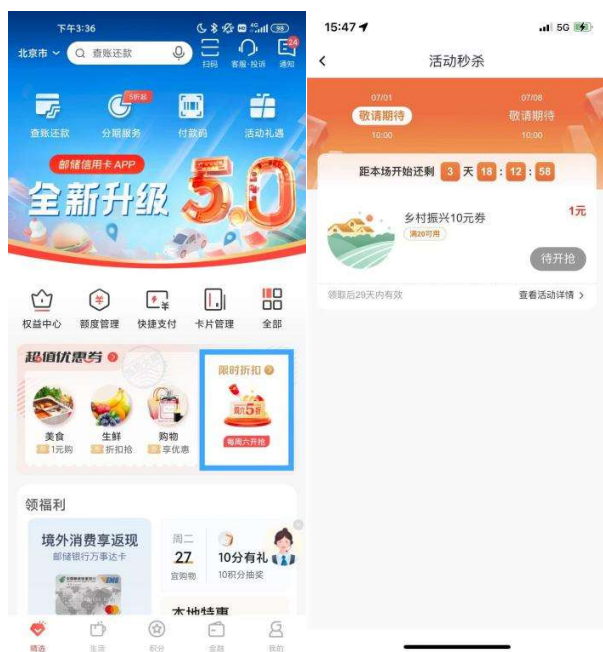 下午3:36
北京市
查账还款
扫码
客服·投诉
24
通知
查账还款
5折起
分期服务
付款码
活动礼遇
邮储信用卡APP
全新升级 5.0
权益中心
额度管理
快捷支付
卡片管理
全部
超值优惠券
美食
1元购
生鲜
折扣抢
购物
享优惠
限时折扣
5折
每周六开抢
领福利
境外消费享返现
邮储银行万事达卡
周二
27
宜购物
10分有礼
10积分抽奖
本地特惠
精选
生活
积分
金融
我的
15:47
5G
活动秒杀
07/01
敬请期待
10:00
07/08
敬请期待
10:00
距本场开始还剩 3 天 18 : 12 : 58
乡村振兴10元券
满20可用
1元
待开抢
领取后29天内有效
查看活动详情